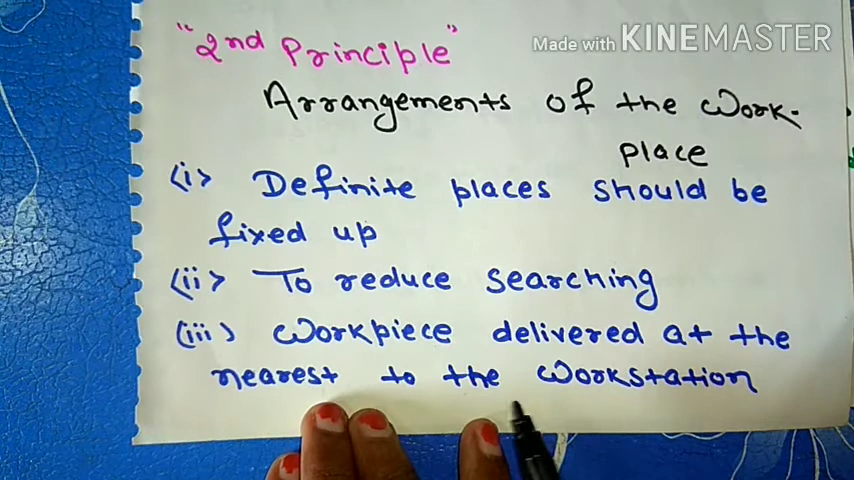 Made with KINEMASTER
"2nd Principle"
Arrangements of the Work-
place
<i> Definite places should be
fixed up
<ii> To reduce searching
(iii) Workpiece delivered at the
nearest to the workstation